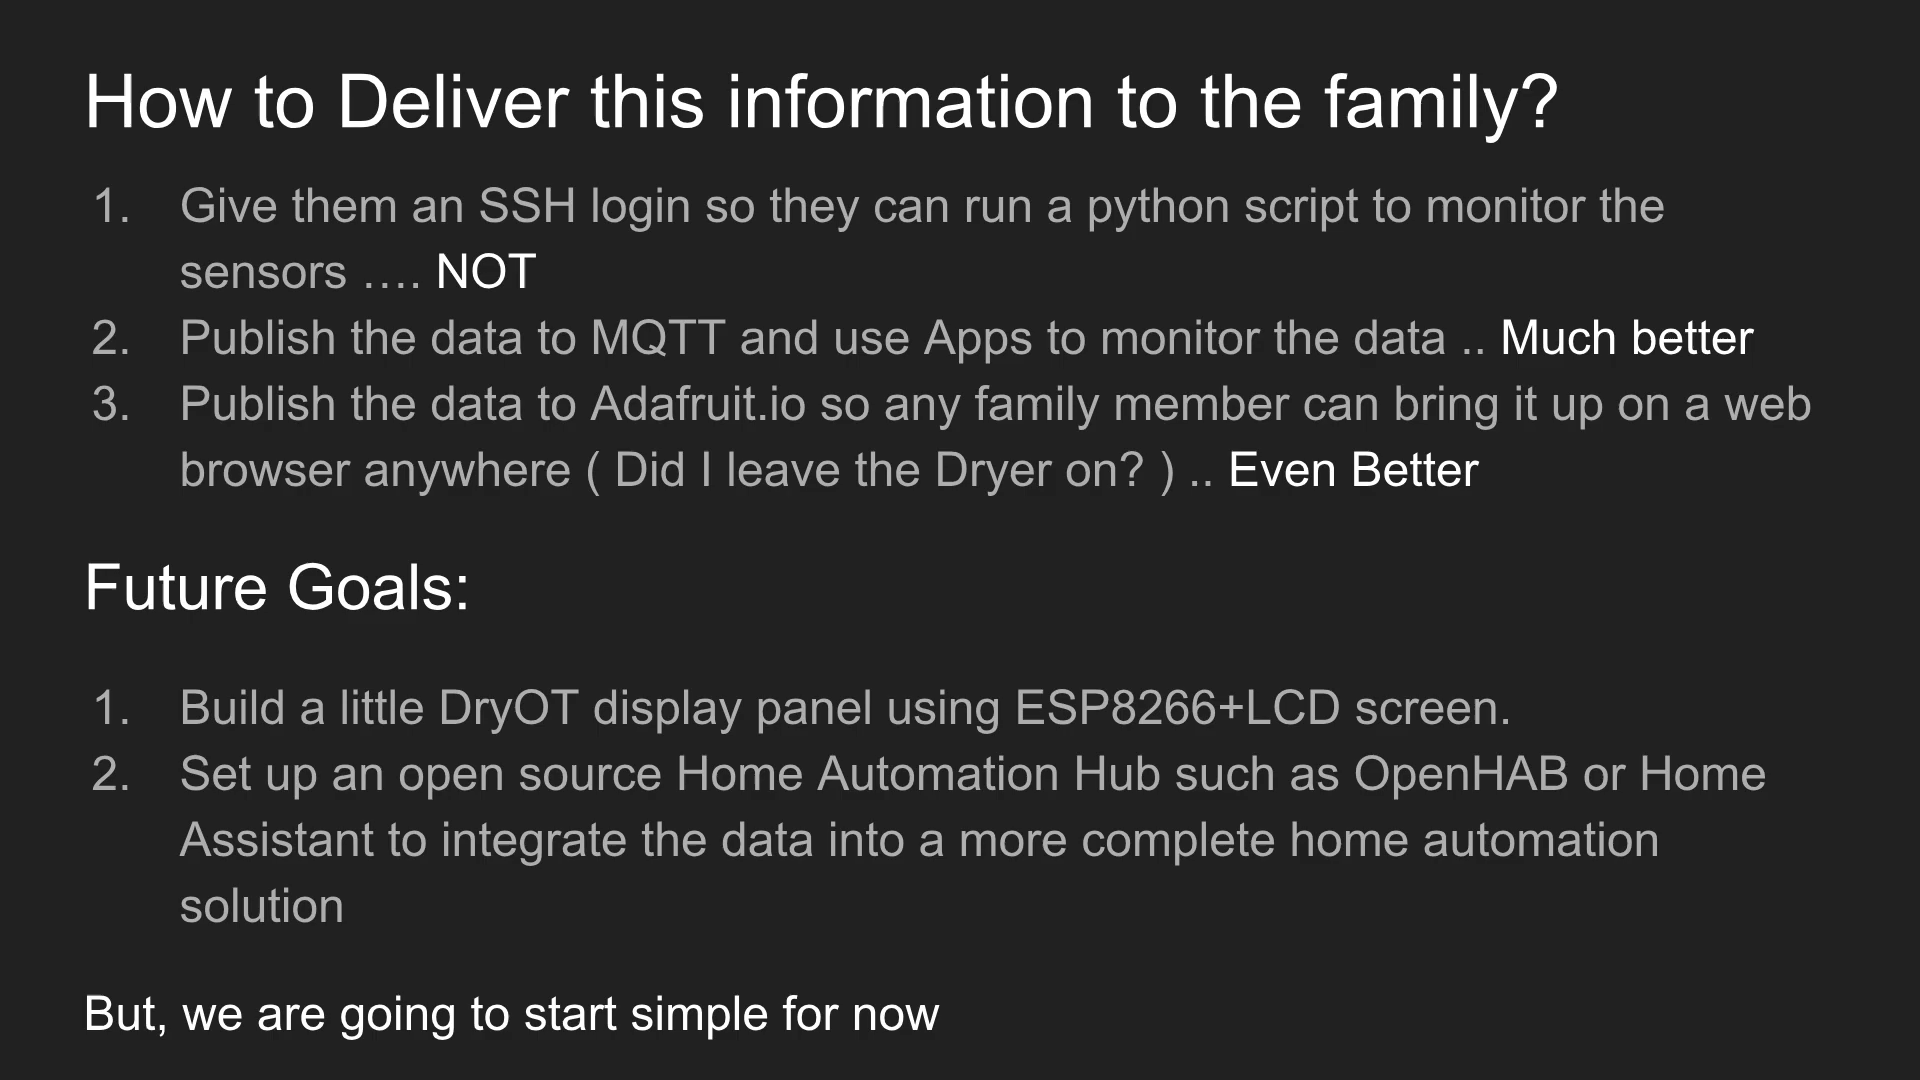 How to Deliver this information to the family?
1. Give them an SSH login so they can run a python script to monitor the
sensors …. NOT
2. Publish the data to MQTT and use Apps to monitor the data .. Much better
3. Publish the data to Adafruit.io so any family member can bring it up on a web
browser anywhere ( Did I leave the Dryer on? ) .. Even Better
Future Goals:
1. Build a little DryOT display panel using ESP8266+LCD screen.
2. Set up an open source Home Automation Hub such as OpenHAB or Home
Assistant to integrate the data into a more complete home automation
solution
But, we are going to start simple for now